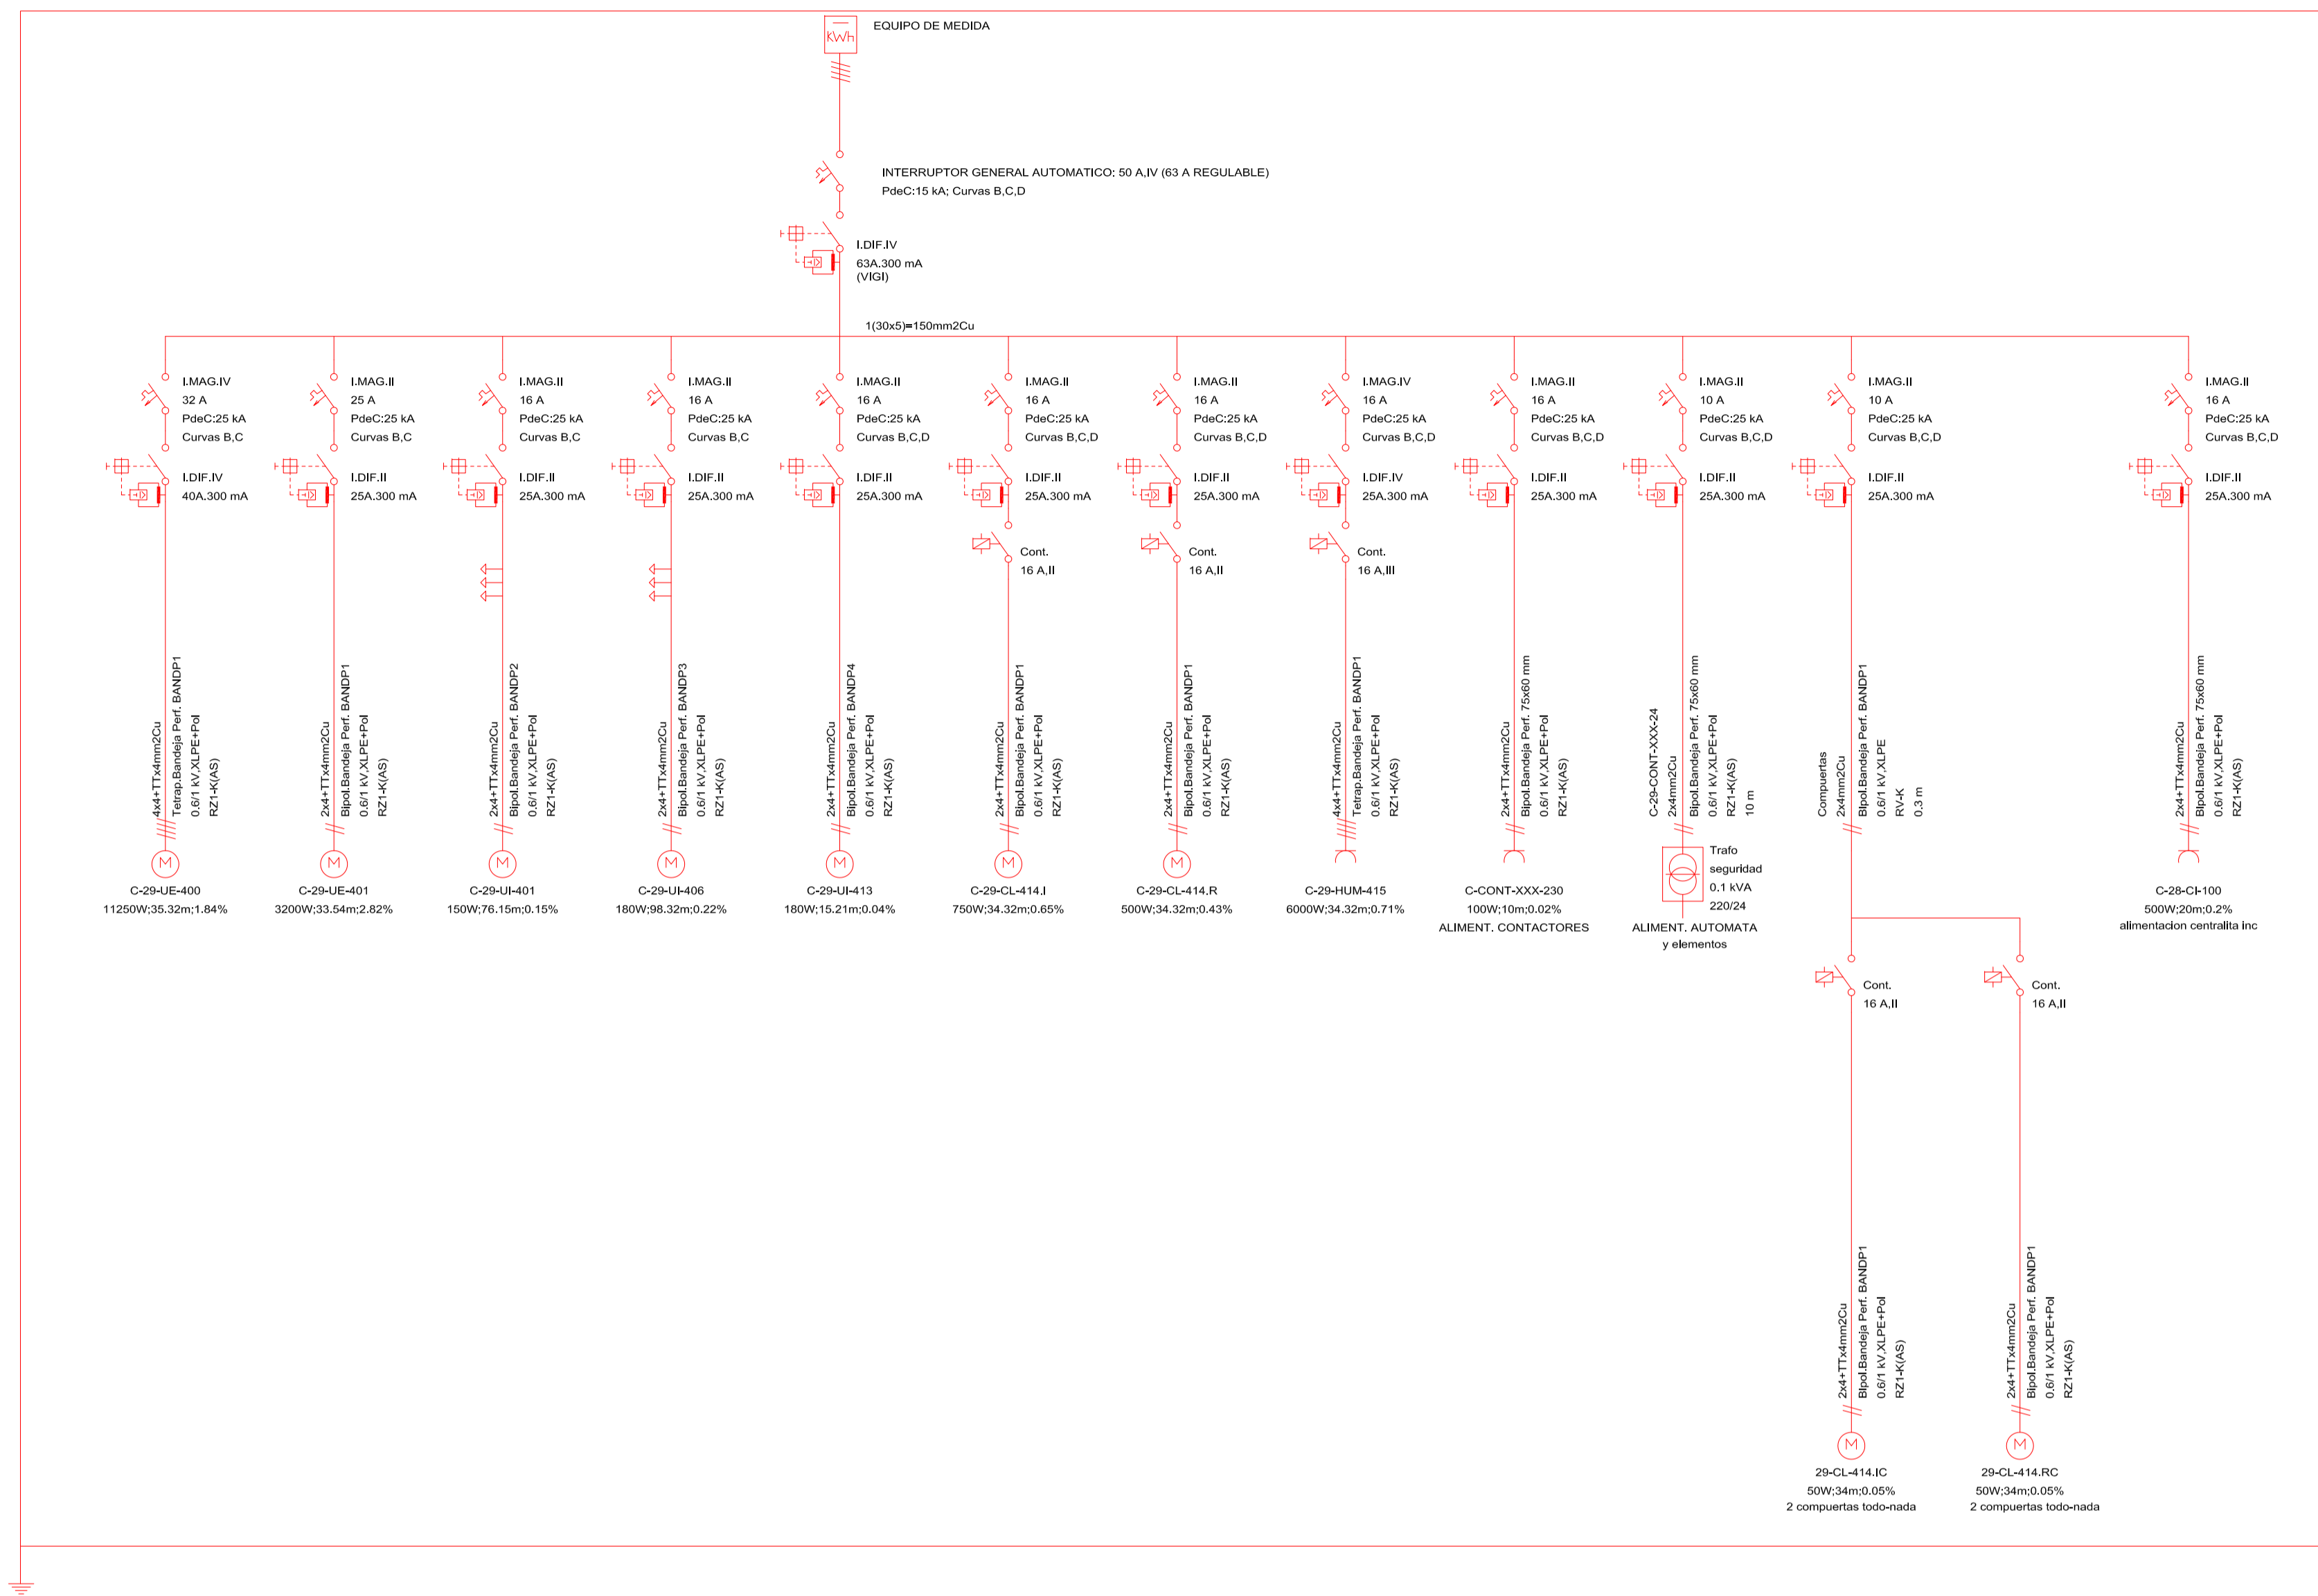 EQUIPO DE MEDIDA
KWh
INTERRUPTOR GENERAL AUTOMATICO: 50 A,IV (63 A REGULABLE)
PdeC:15 kA; Curvas B,C,D
I.DIF.IV
63A.300 mA
(VIGI)
1(30x5)=150mm2Cu
I.MAG.IV
32 A
PdeC:25 kA
Curvas B,C
I.DIF.IV
40A.300 mA
4x4+TTx4mm2Cu
Tetrap.Bandeja Perf. BANDP1
0.6/1 kV,XLPE+Pol
RZ1-K(AS)
M
C-29-UE-400
11250W;35.32m;1.84%
I.MAG.II
25 A
PdeC:25 kA
Curvas B,C
I.DIF.II
25A.300 mA
2x4+TTx4mm2Cu
Bipol.Bandeja Perf. BANDP1
0.6/1 kV,XLPE+Pol
RZ1-K(AS)
M
C-29-UE-401
3200W;33.54m;2.82%
I.MAG.II
16 A
PdeC:25 kA
Curvas B,C
I.DIF.II
25A.300 mA
2x4+TTx4mm2Cu
Bipol.Bandeja Perf. BANDP2
0.6/1 kV,XLPE+Pol
RZ1-K(AS)
M
C-29-UI-401
150W;76.15m;0.15%
I.MAG.II
16 A
PdeC:25 kA
Curvas B,C
I.DIF.II
25A.300 mA
2x4+TTx4mm2Cu
Bipol.Bandeja Perf. BANDP3
0.6/1 kV,XLPE+Pol
RZ1-K(AS)
M
C-29-UI-406
180W;98.32m;0.22%
I.MAG.II
16 A
PdeC:25 kA
Curvas B,C,D
I.DIF.II
25A.300 mA
2x4+TTx4mm2Cu
Bipol.Bandeja Perf. BANDP4
0.6/1 kV,XLPE+Pol
RZ1-K(AS)
M
C-29-UI-413
180W;15.21m;0.04%
I.MAG.II
16 A
PdeC:25 kA
Curvas B,C,D
I.DIF.II
25A.300 mA
Cont.
16 A,II
2x4+TTx4mm2Cu
Bipol.Bandeja Perf. BANDP1
0.6/1 kV,XLPE+Pol
RZ1-K(AS)
M
C-29-CL-414.I
750W;34.32m;0.65%
I.MAG.II
16 A
PdeC:25 kA
Curvas B,C,D
I.DIF.II
25A.300 mA
Cont.
16 A,II
2x4+TTx4mm2Cu
Bipol.Bandeja Perf. BANDP1
0.6/1 kV,XLPE+Pol
RZ1-K(AS)
M
C-29-CL-414.R
500W;34.32m;0.43%
I.MAG.IV
16 A
PdeC:25 kA
Curvas B,C,D
I.DIF.IV
25A.300 mA
Cont.
16 A,III
4x4+TTx4mm2Cu
Tetrap.Bandeja Perf. BANDP1
0.6/1 kV,XLPE+Pol
RZ1-K(AS)
C-29-HUM-415
6000W;34.32m;0.71%
I.MAG.II
16 A
PdeC:25 kA
Curvas B,C,D
I.DIF.II
25A.300 mA
2x4+TTx4mm2Cu
Bipol.Bandeja Perf. 75x60 mm
0.6/1 kV,XLPE+Pol
RZ1-K(AS)
C-CONT-XXX-230
100W;10m;0.02%
ALIMENT. CONTACTORES
I.MAG.II
10 A
PdeC:25 kA
Curvas B,C,D
I.DIF.II
25A.300 mA
C-29-CONT-XXX-24
2x4mm2Cu
Bipol.Bandeja Perf. 75x60 mm
0.6/1 kV,XLPE+Pol
RZ1-K(AS)
10 m
Trafo
seguridad
0.1 kVA
220/24
ALIMENT. AUTOMATA
y elementos
I.MAG.II
10 A
PdeC:25 kA
Curvas B,C,D
I.DIF.II
25A.300 mA
Compuertas
2x4mm2Cu
Bipol.Bandeja Perf. BANDP1
0.6/1 kV,XLPE
RV-K
0.3 m
Cont.
16 A,II
2x4+TTx4mm2Cu
Bipol.Bandeja Perf. BANDP1
0.6/1 kV,XLPE+Pol
RZ1-K(AS)
M
29-CL-414.IC
50W;34m;0.05%
2 compuertas todo-nada
Cont.
16 A,II
2x4+TTx4mm2Cu
Bipol.Bandeja Perf. BANDP1
0.6/1 kV,XLPE+Pol
RZ1-K(AS)
M
29-CL-414.RC
50W;34m;0.05%
2 compuertas todo-nada
I.MAG.II
16 A
PdeC:25 kA
Curvas B,C,D
I.DIF.II
25A.300 mA
2x4+TTx4mm2Cu
Bipol.Bandeja Perf. 75x60 mm
0.6/1 kV,XLPE+Pol
RZ1-K(AS)
C-28-CI-100
500W;20m;0.2%
alimentacion centralita inc